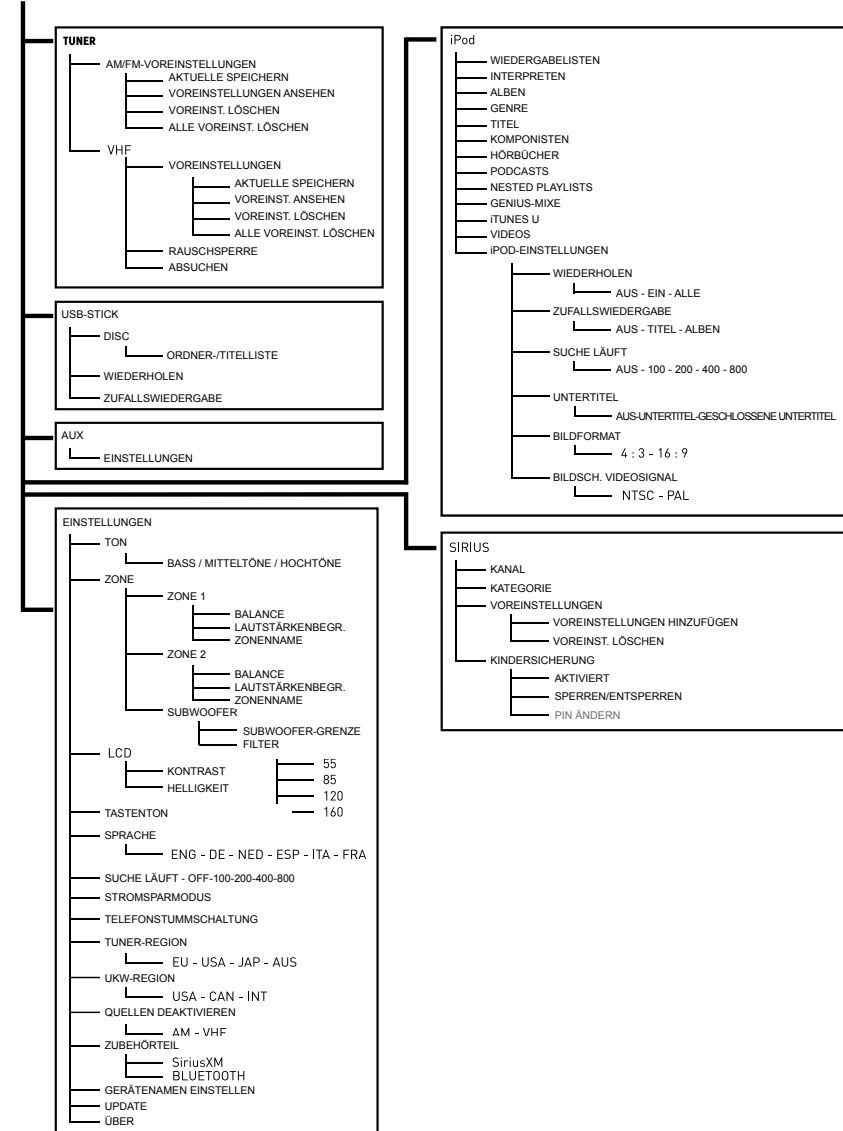 TUNER
AM/FM-VOREINSTELLUNGEN
AKTUELLE SPEICHERN
VOREINSTELLUNGEN ANSEHEN
VOREINST. LÖSCHEN
ALLE VOREINST. LÖSCHEN
VHF
VOREINSTELLUNGEN
AKTUELLE SPEICHERN
VOREINST. ANSEHEN
VOREINST. LÖSCHEN
ALLE VOREINST. LÖSCHEN
RAUSCHSPERRE
ABSUCHEN
USB-STICK
DISC
ORDNER-/TITELLISTE
WIEDERHOLEN
ZUFALLSWIEDERGABE
AUX
EINSTELLUNGEN
EINSTELLUNGEN
TON
BASS / MITTELTÖNE / HOCHTÖNE
ZONE
ZONE 1
BALANCE
LAUTSTÄRKENBEGR.
ZONENNAME
ZONE 2
BALANCE
LAUTSTÄRKENBEGR.
ZONENNAME
SUBWOOFER
SUBWOOFER-GRENZE
FILTER
LCD
KONTRAST
HELLIGKEIT
55
85
120
160
TASTENTON
SPRACHE
ENG - DE - NED - ESP - ITA - FRA
SUCHE LÄUFT - OFF-100-200-400-800
STROMSPARMODUS
TELEFONSTUMMSCHALTUNG
TUNER-REGION
EU - USA - JAP - AUS
UKW-REGION
USA - CAN - INT
QUELLEN DEAKTIVIEREN
AM - VHF
ZUBEHÖRTEIL
SiriusXM
BLUETOOTH
GERÄTENAMEN EINSTELLEN
UPDATE
ÜBER
iPod
WIEDERGABELISTEN
INTERPRETEN
ALBEN
GENRE
TITEL
KOMPONISTEN
HÖRBÜCHER
PODCASTS
NESTED PLAYLISTS
GENIUS-MIXE
iTUNES U
VIDEOS
iPOD-EINSTELLUNGEN
WIEDERHOLEN
AUS - EIN - ALLE
ZUFALLSWIEDERGABE
AUS - TITEL - ALBEN
SUCHE LÄUFT
AUS - 100 - 200 - 400 - 800
UNTERTITEL
AUS-UNTERTITEL-GESCHLOSSENE UNTERTITEL
BILDFORMAT
4 : 3 - 16 : 9
BILDSCH. VIDEOSIGNAL
NTSC - PAL
SIRIUS
KANAL
KATEGORIE
VOREINSTELLUNGEN
VOREINSTELLUNGEN HINZUFÜGEN
VOREINST. LÖSCHEN
KINDERSICHERUNG
AKTIVIERT
SPERREN/ENTSPERREN
PIN ÄNDERN